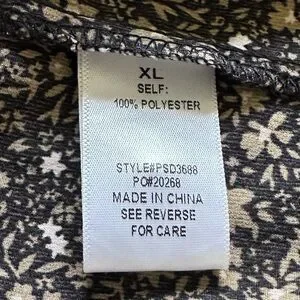 XL
SELF:
100% POLYESTER
STYLE#PSD3688
PO#20268
MADE IN CHINA
SEE REVERSE
FOR CARE